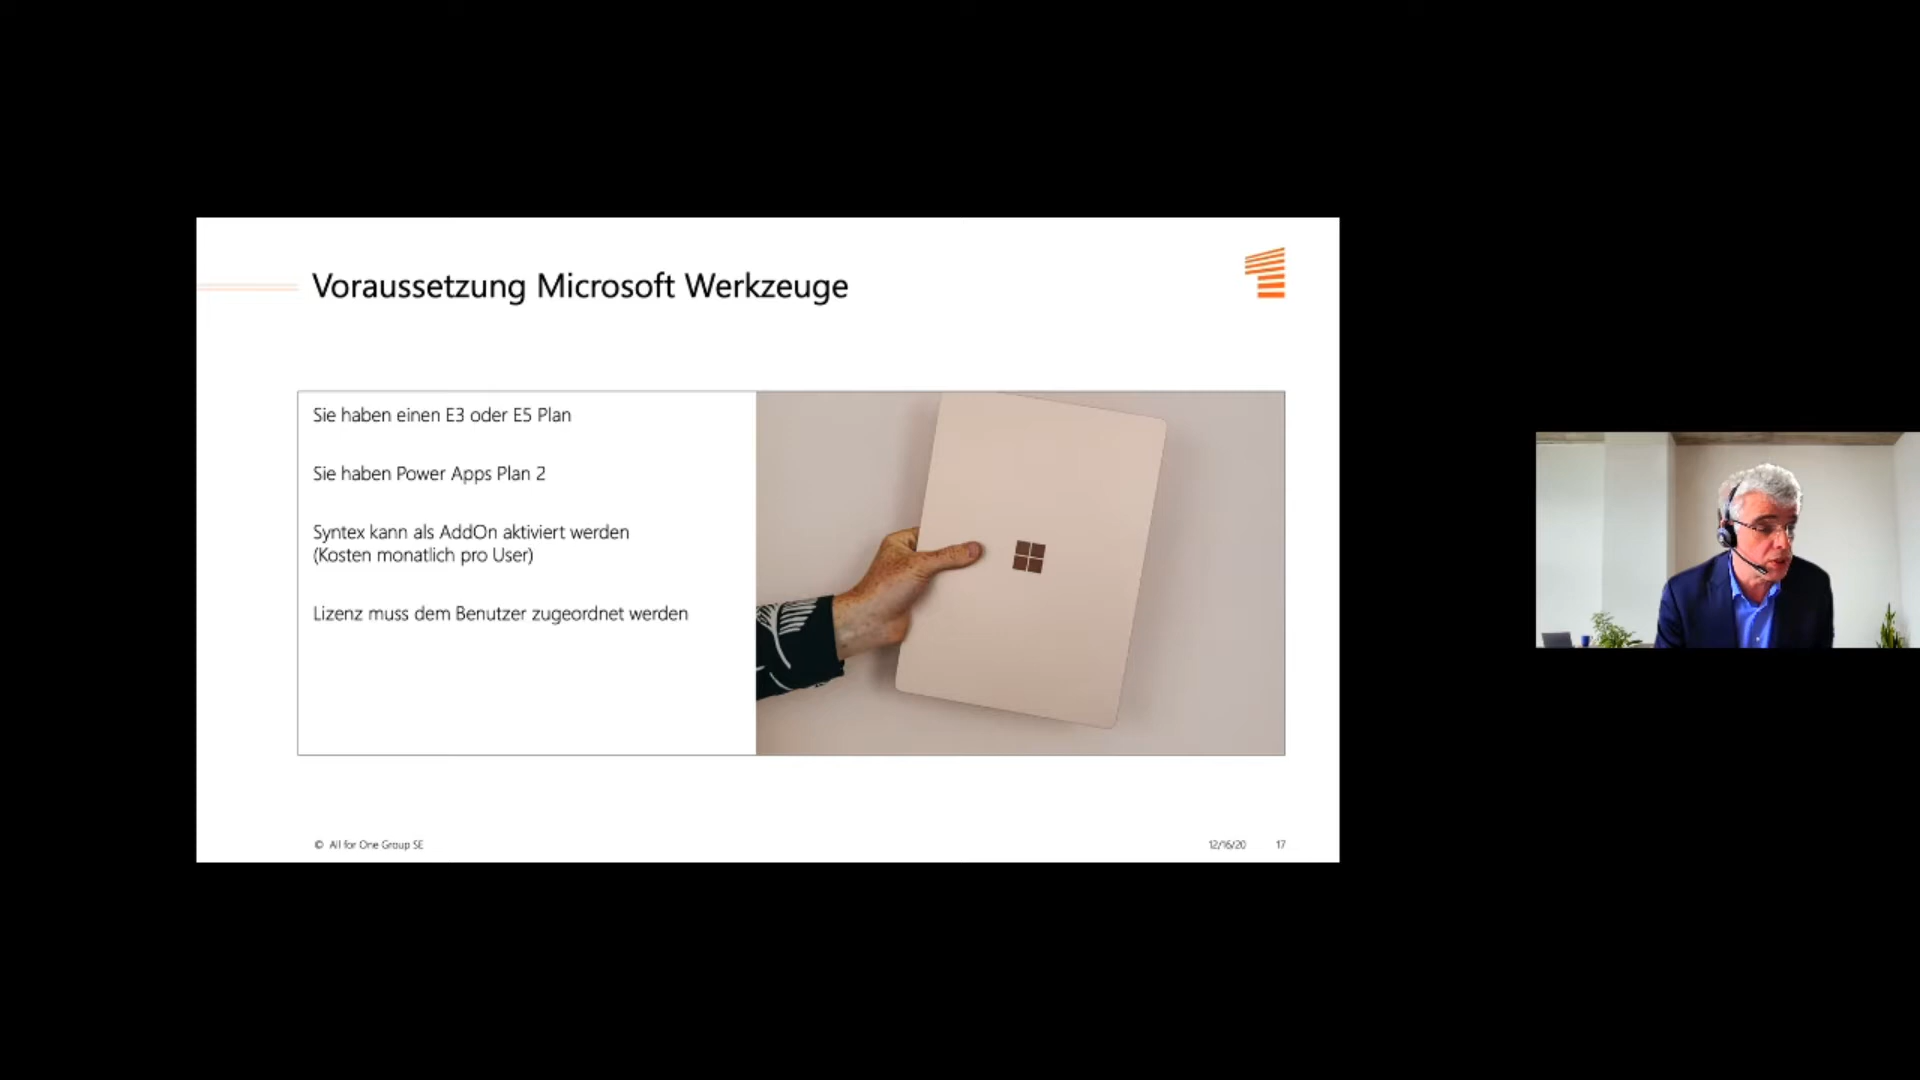 Voraussetzung Microsoft Werkzeuge
Sie haben einen E3 oder E5 Plan
Sie haben Power Apps Plan 2
Syntex kann als AddOn aktiviert werden
(Kosten monatlich pro User)
Lizenz muss dem Benutzer zugeordnet werden
© All for One Group SE
12/16/20
17